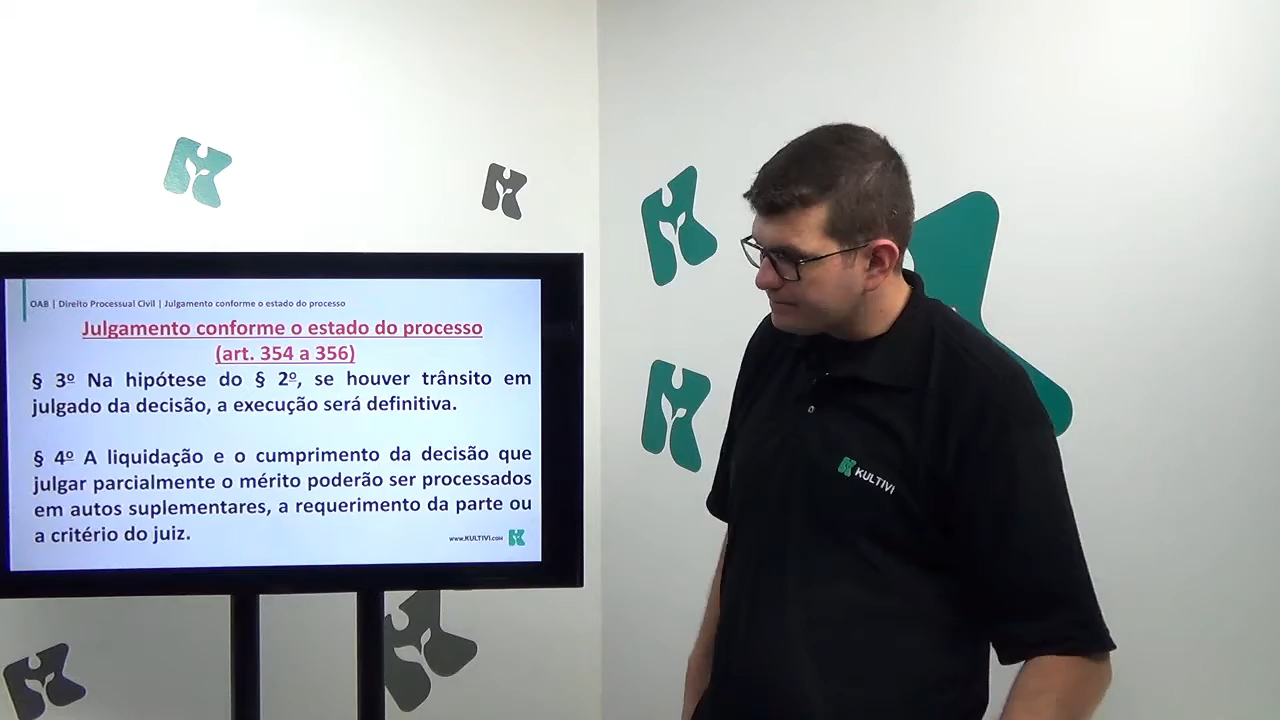 OAB | Direito Processual Civil | Julgamento conforme o estado do processo
Julgamento conforme o estado do processo
(art. 354 a 356)
§ 3º Na hipótese do § 2º, se houver trânsito em
julgado da decisão, a execução será definitiva.
§ 4º A liquidação e o cumprimento da decisão que
julgar parcialmente o mérito poderão ser processados
em autos suplementares, a requerimento da parte ou
a critério do juiz.
www.KULTIVI.com
KULTIVI